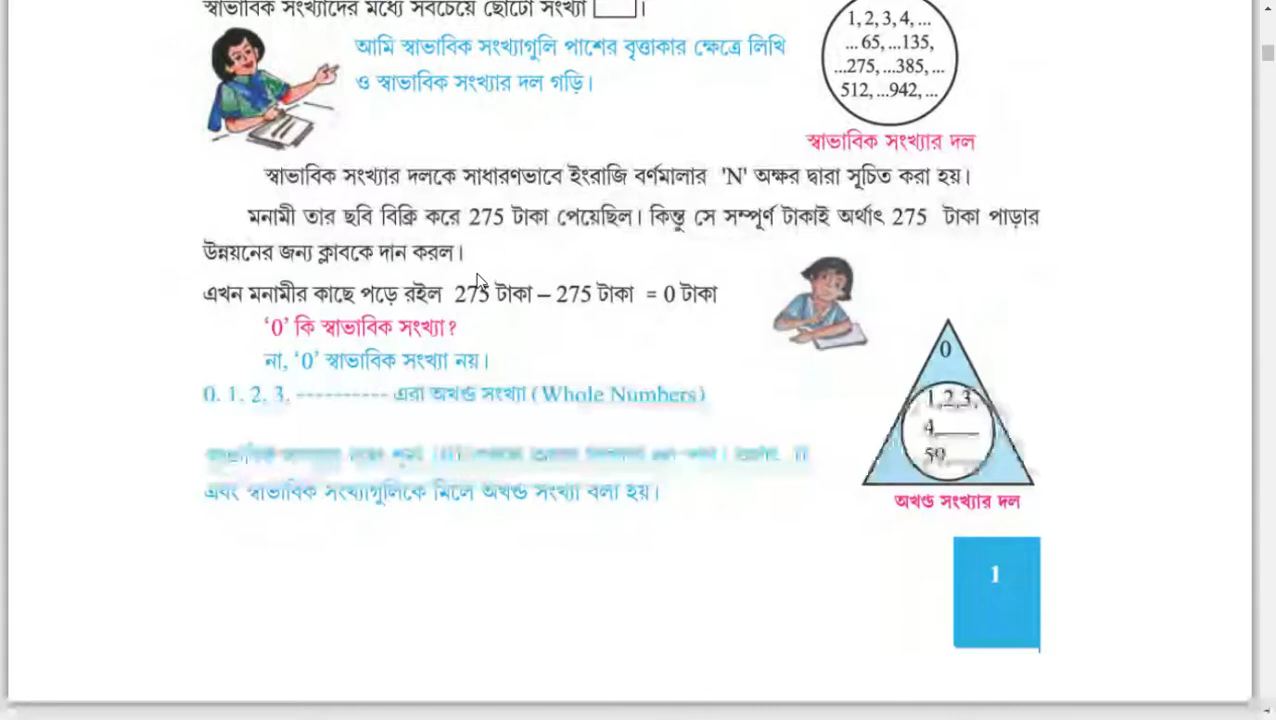 স্বাভাবিক সংখ্যাদের মধ্যে সবচেয়ে ছোটো সংখ্যা ।
আমি স্বাভাবিক সংখ্যাগুলি পাশের বৃত্তাকার ক্ষেত্রে লিখি
ও স্বাভাবিক সংখ্যার দল গড়ি।
1, 2, 3, 4, ...
... 65, ...135,
...275, ...385, ...
512, ...942, ...
স্বাভাবিক সংখ্যার দল
স্বাভাবিক সংখ্যার দলকে সাধারণভাবে ইংরাজি বর্ণমালার 'N' অক্ষর দ্বারা সূচিত করা হয়।
মনামী তার ছবি বিক্রি করে 275 টাকা পেয়েছিল। কিন্তু সে সম্পূর্ণ টাকাই অর্থাৎ 275 টাকা পাড়ার
উন্নয়নের জন্য ক্লাবকে দান করল।
এখন মনামীর কাছে পড়ে রইল 275 টাকা – 275 টাকা = 0 টাকা
‘0’ কি স্বাভাবিক সংখ্যা?
না, ‘0’ স্বাভাবিক সংখ্যা নয়।
0, 1, 2, 3, ---------- এরা অখণ্ড সংখ্যা (Whole Numbers)
এবং স্বাভাবিক সংখ্যাগুলিকে মিলে অখণ্ড সংখ্যা বলা হয়।
0
1,2,3,
4____
59____
অখণ্ড সংখ্যার দল
1